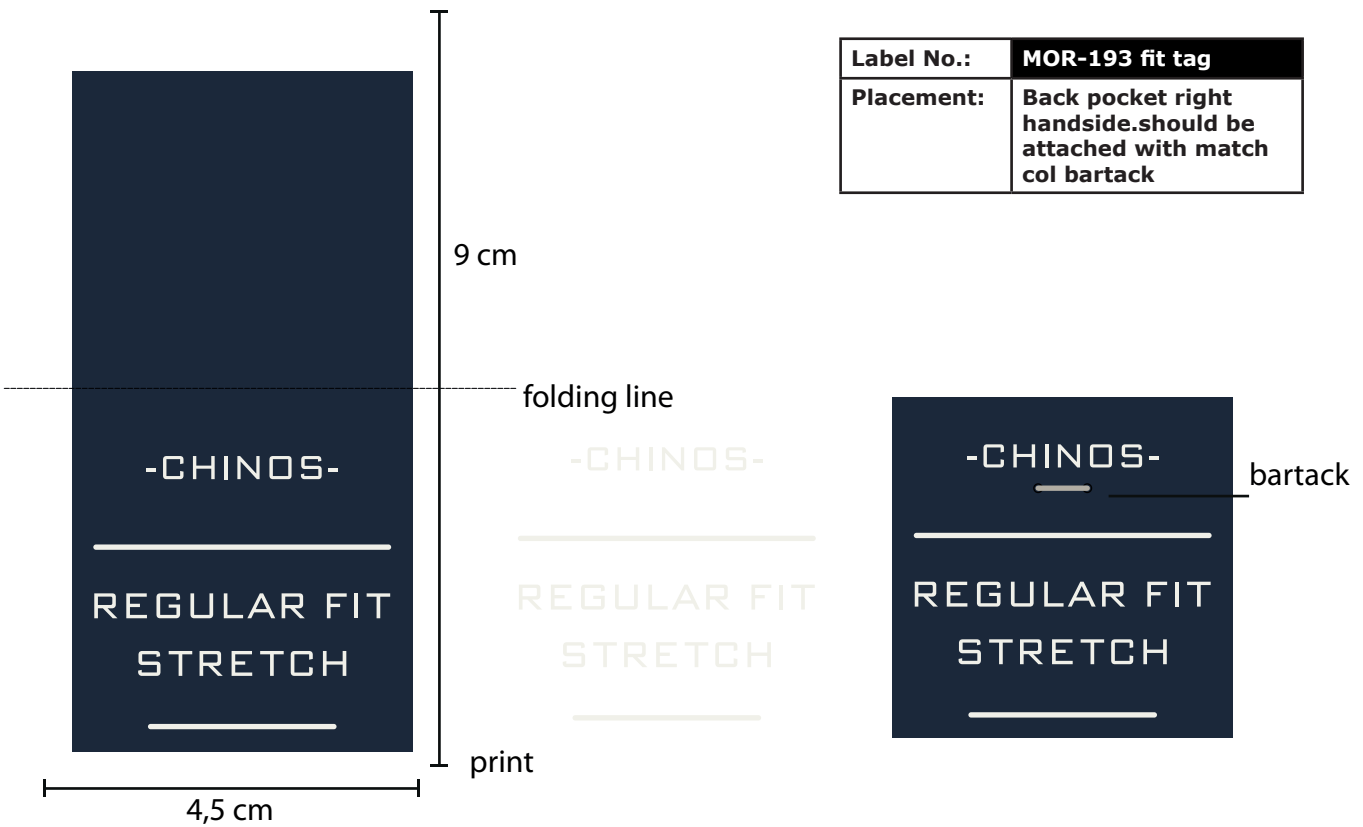 Label No.: MOR-193 fit tag
Placement: Back pocket right
handside.should be
attached with match
col bartack
9 cm
folding line
-CHINOS-
REGULAR FIT
STRETCH
print
4,5 cm
-CHINOS-
REGULAR FIT
STRETCH
-CHINOS-
bartack
REGULAR FIT
STRETCH